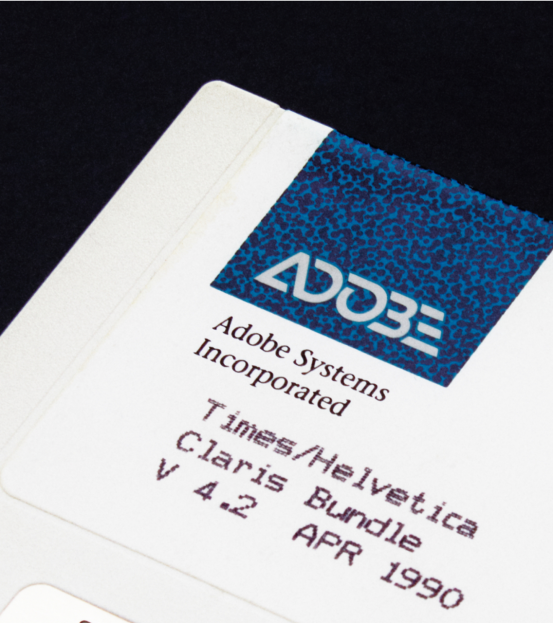 ADOBE
Adobe Systems
Incorporated
Times/Helvetica
Claris Bundle
V 4.2 APR 1990